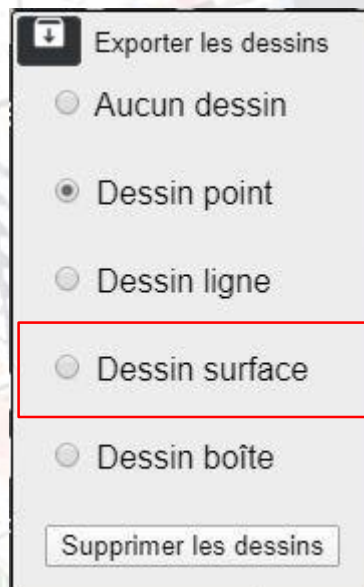 Exporter les dessins
Aucun dessin
Dessin point
Dessin ligne
Dessin surface
Dessin boîte
Supprimer les dessins